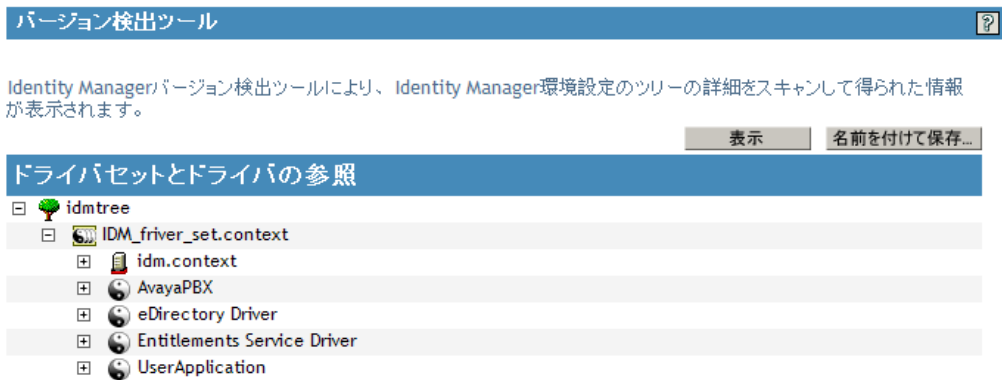 バージョン検出ツール
?
Identity Managerバージョン検出ツールにより、Identity Manager環境設定のツリーの詳細をスキャンして得られた情報
が表示されます。
表示 名前を付けて保存...
ドライバセットとドライバの参照
idmtree
IDM_friver_set.context
idm.context
AvayaPBX
eDirectory Driver
Entitlements Service Driver
UserApplication